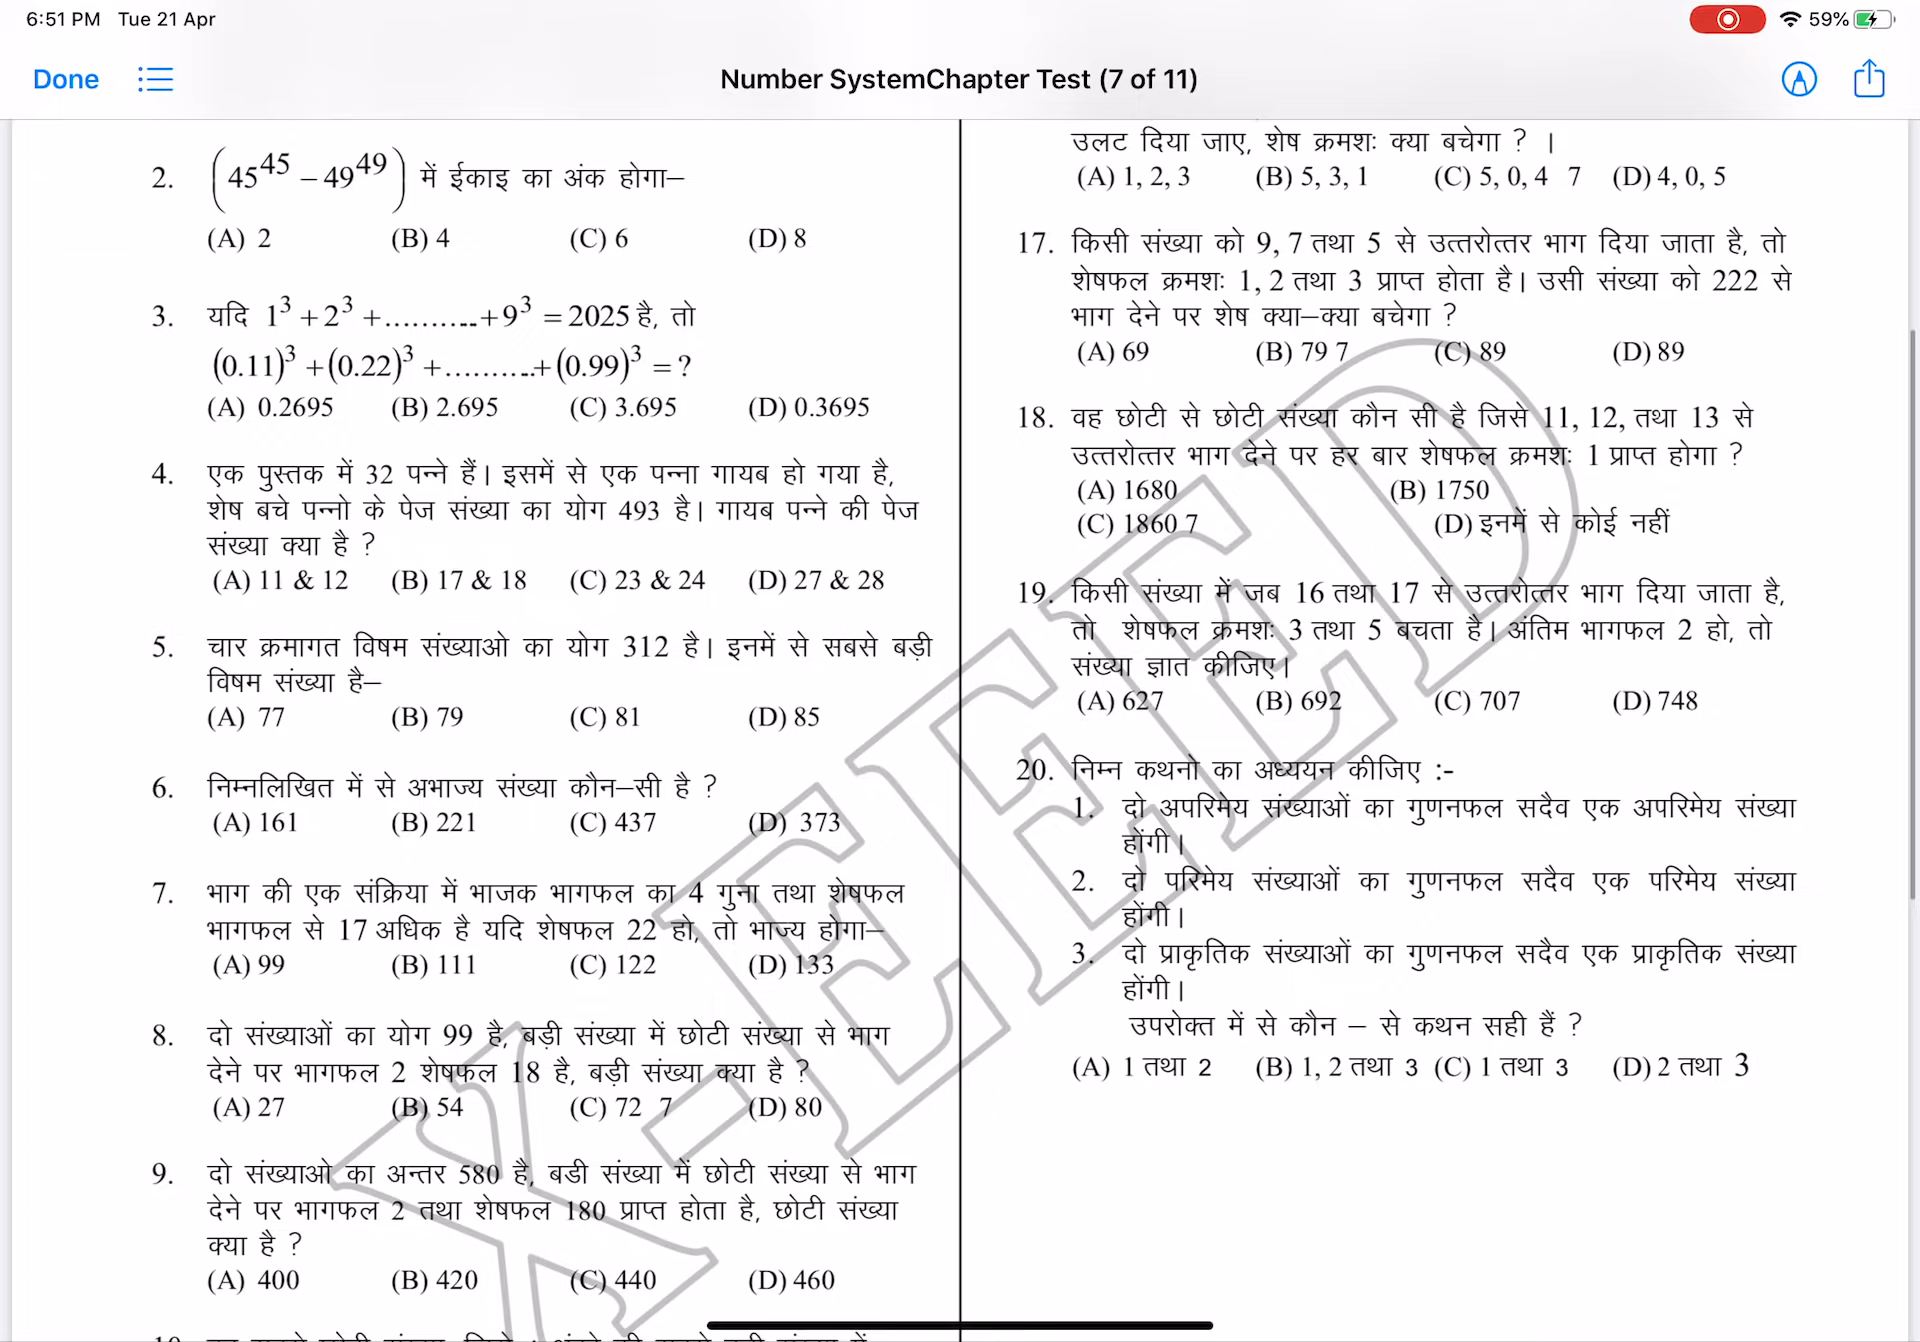 6:51 PM Tue 21 Apr
59%
Done
Number SystemChapter Test (7 of 11)
2. (45^45 – 49^49) में ईकाइ का अंक होगा–
(A) 2 (B) 4 (C) 6 (D) 8
3. यदि 1^3 + 2^3 + ........... + 9^3 = 2025 है, तो
(0.11)^3 + (0.22)^3 + ........... + (0.99)^3 = ?
(A) 0.2695 (B) 2.695 (C) 3.695 (D) 0.3695
4. एक पुस्तक में 32 पन्ने हैं। इसमें से एक पन्ना गायब हो गया है,
शेष बचे पन्नो के पेज संख्या का योग 493 है। गायब पन्ने की पेज
संख्या क्या है ?
(A) 11 & 12 (B) 17 & 18 (C) 23 & 24 (D) 27 & 28
5. चार क्रमागत विषम संख्याओ का योग 312 है। इनमें से सबसे बड़ी
विषम संख्या है–
(A) 77 (B) 79 (C) 81 (D) 85
6. निम्नलिखित में से अभाज्य संख्या कौन–सी है ?
(A) 161 (B) 221 (C) 437 (D) 373
7. भाग की एक संक्रिया में भाजक भागफल का 4 गुना तथा शेषफल
भागफल से 17 अधिक है यदि शेषफल 22 हो, तो भाज्य होगा–
(A) 99 (B) 111 (C) 122 (D) 133
8. दो संख्याओं का योग 99 है, बड़ी संख्या में छोटी संख्या से भाग
देने पर भागफल 2 शेषफल 18 है, बड़ी संख्या क्या है ?
(A) 27 (B) 54 (C) 72 7 (D) 80
9. दो संख्याओ का अन्तर 580 है, बडी संख्या में छोटी संख्या से भाग
देने पर भागफल 2 तथा शेषफल 180 प्राप्त होता है, छोटी संख्या
क्या है ?
(A) 400 (B) 420 (C) 440 (D) 460
उलट दिया जाए, शेष क्रमशः क्या बचेगा ? ।
(A) 1, 2, 3 (B) 5, 3, 1 (C) 5, 0, 4 7 (D) 4, 0, 5
17. किसी संख्या को 9, 7 तथा 5 से उत्तरोत्तर भाग दिया जाता है, तो
शेषफल क्रमशः 1, 2 तथा 3 प्राप्त होता है। उसी संख्या को 222 से
भाग देने पर शेष क्या–क्या बचेगा ?
(A) 69 (B) 79 7 (C) 89 (D) 89
18. वह छोटी से छोटी संख्या कौन सी है जिसे 11, 12, तथा 13 से
उत्तरोत्तर भाग देने पर हर बार शेषफल क्रमशः 1 प्राप्त होगा ?
(A) 1680 (B) 1750
(C) 1860 7 (D) इनमें से कोई नहीं
19. किसी संख्या में जब 16 तथा 17 से उत्तरोत्तर भाग दिया जाता है,
तो शेषफल क्रमशः 3 तथा 5 बचता है। अंतिम भागफल 2 हो, तो
संख्या ज्ञात कीजिए।
(A) 627 (B) 692 (C) 707 (D) 748
20. निम्न कथनो का अध्ययन कीजिए :-
1. दो अपरिमेय संख्याओं का गुणनफल सदैव एक अपरिमेय संख्या
होंगी।
2. दो परिमेय संख्याओं का गुणनफल सदैव एक परिमेय संख्या
होंगी।
3. दो प्राकृतिक संख्याओं का गुणनफल सदैव एक प्राकृतिक संख्या
होंगी।
उपरोक्त में से कौन – से कथन सही हैं ?
(A) 1 तथा 2 (B) 1, 2 तथा 3 (C) 1 तथा 3 (D) 2 तथा 3
X-EEED